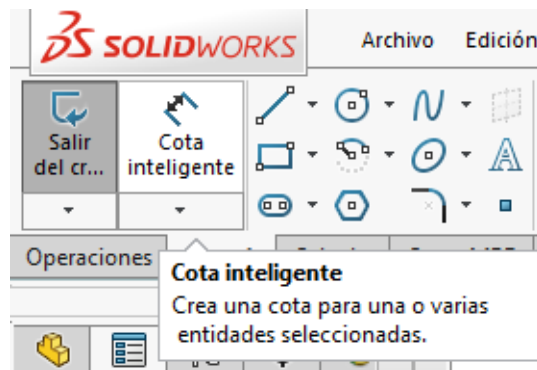 SOLIDWORKS
Archivo Edición
Salir del cr...
Cota inteligente
Operaciones
Cota inteligente
Crea una cota para una o varias
entidades seleccionadas.